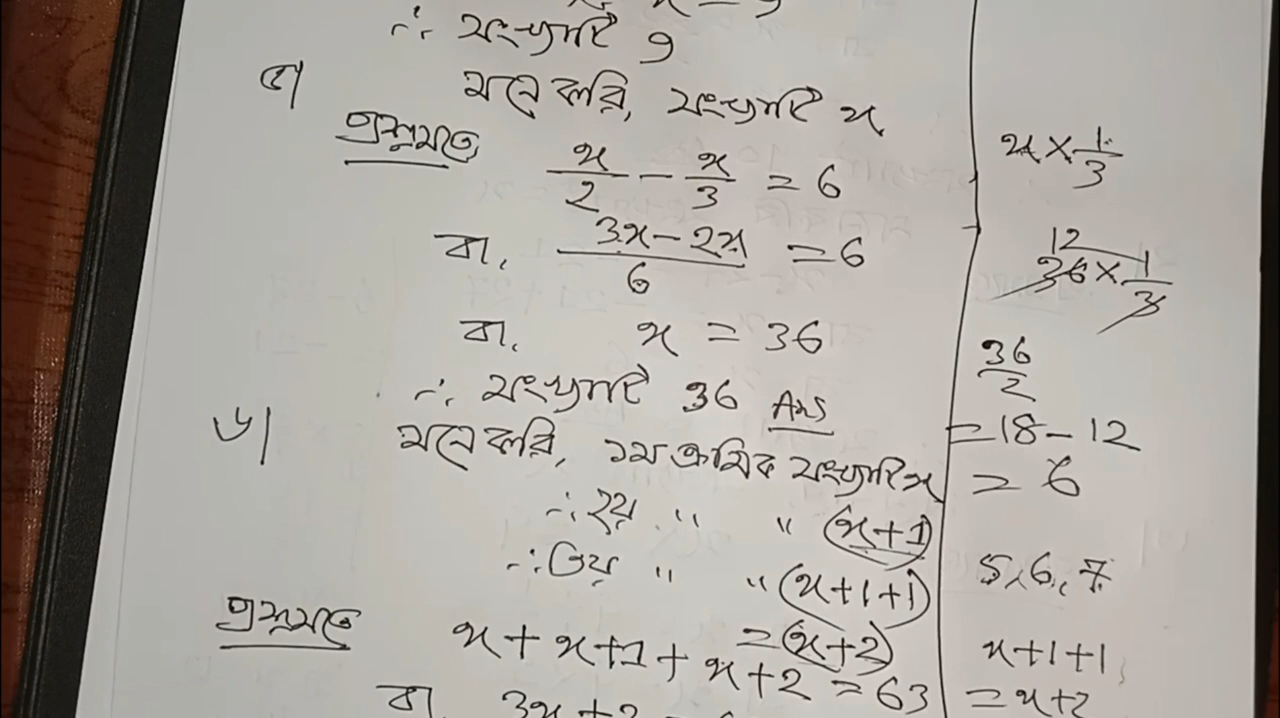 ∴ সংখ্যাটি 9
৫| মনে করি, সংখ্যাটি x
প্রশ্নমতে, x/2 − x/3 = 6
বা, (3x − 2x)/6 = 6
বা, x = 36
∴ সংখ্যাটি 36 Ans
৬| মনে করি, ১ম ক্রমিক সংখ্যাটি x
∴ ২য় " " (x+1)
∴ ৩য় " " (x+1+1)
= (x+2)
প্রশ্নমতে x + x+1 + x+2 = 63
বা,
x × 1/3
12
36 × 1/3
36/2
= 18 − 12
= 6
5, 6, 7
x+1+1,
= x+2